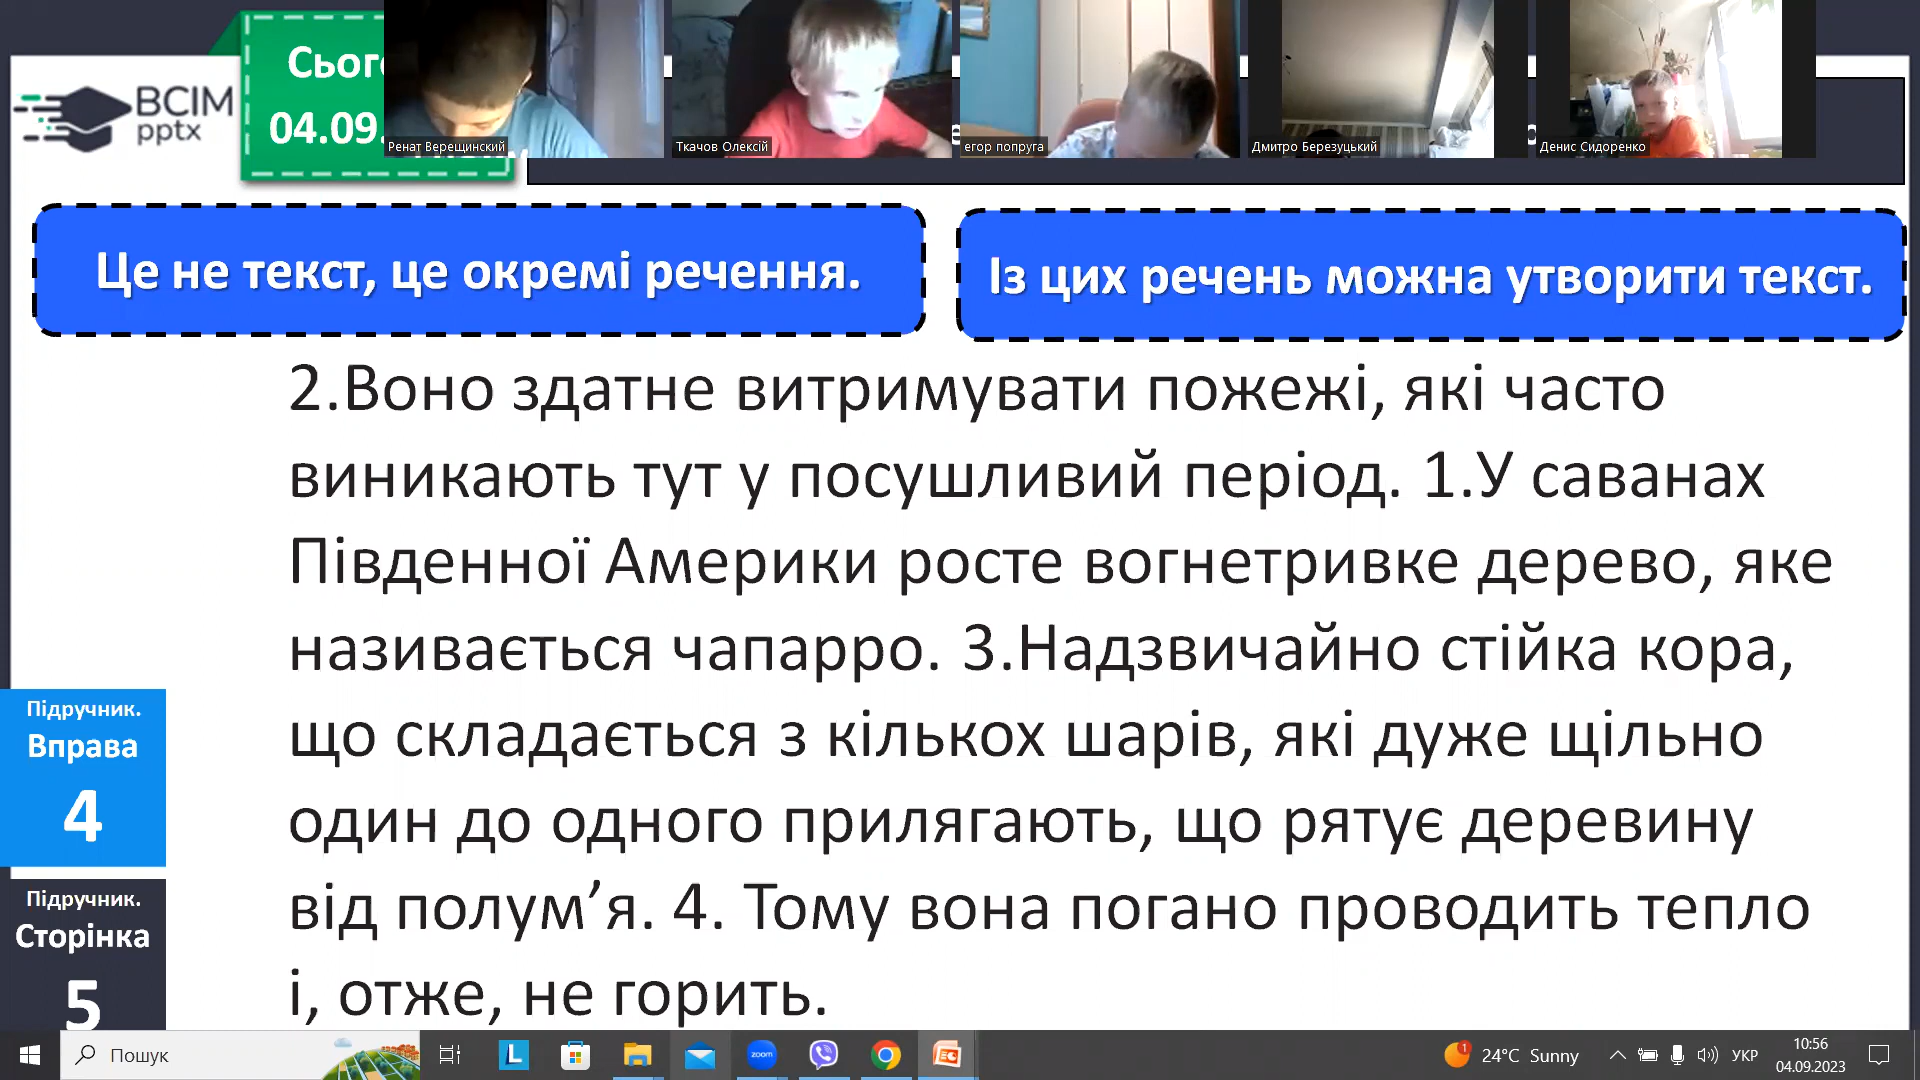 ВСІМ
pptx
Сього
04.09.
Ренат Верещинский
Ткачов Олексій
егор попруга
Дмитро Березуцький
Денис Сидоренко
Це не текст, це окремі речення.
Із цих речень можна утворити текст.
2.Воно здатне витримувати пожежі, які часто
виникають тут у посушливий період. 1.У саванах
Південної Америки росте вогнетривке дерево, яке
називається чапарро. 3.Надзвичайно стійка кора,
що складається з кількох шарів, які дуже щільно
один до одного прилягають, що рятує деревину
від полум’я. 4. Тому вона погано проводить тепло
і, отже, не горить.
Підручник.
Вправа
4
Підручник.
Сторінка
5
Пошук
L
zoom
1
24°C Sunny
УКР
10:56
04.09.2023